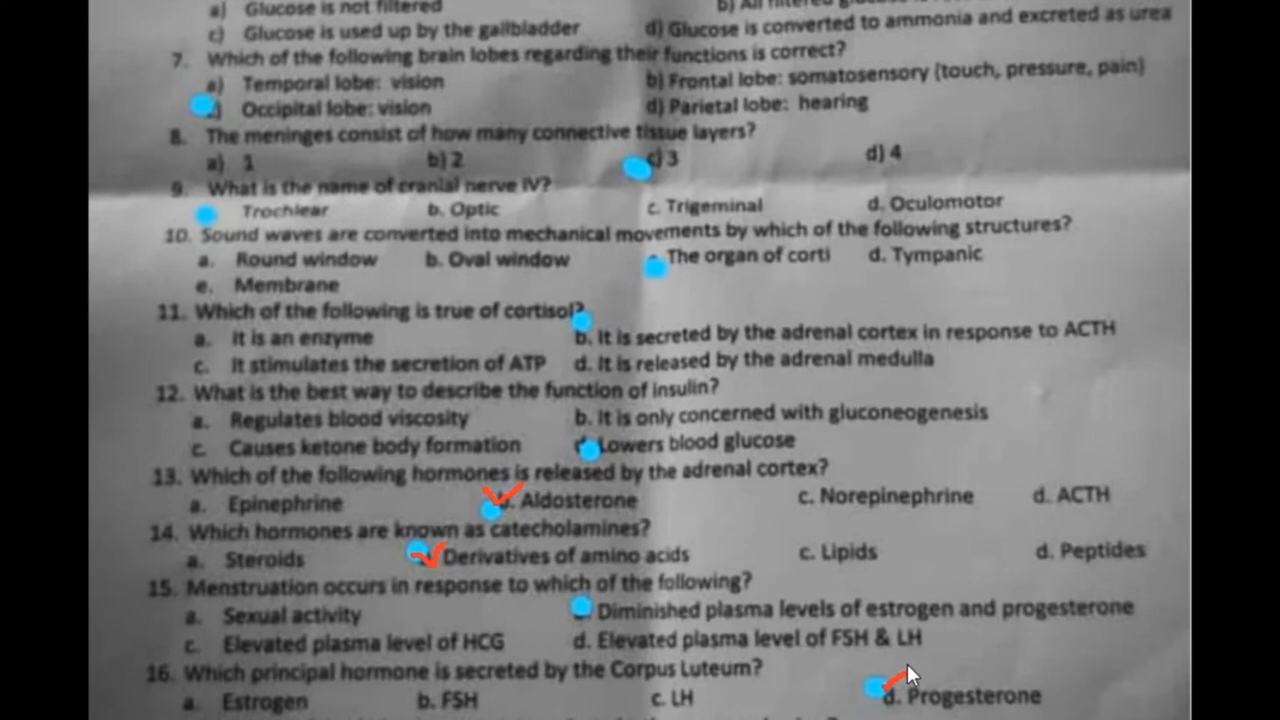 a) Glucose is not filtered b) All filtered
c) Glucose is used up by the gallbladder d) Glucose is converted to ammonia and excreted as urea
7. Which of the following brain lobes regarding their functions is correct?
a) Temporal lobe: vision b) Frontal lobe: somatosensory (touch, pressure, pain)
) Occipital lobe: vision d) Parietal lobe: hearing
8. The meninges consist of how many connective tissue layers?
a) 1 b) 2 c) 3 d) 4
9. What is the name of cranial nerve IV?
Trochlear b. Optic c. Trigeminal d. Oculomotor
10. Sound waves are converted into mechanical movements by which of the following structures?
a. Round window b. Oval window The organ of corti d. Tympanic
e. Membrane
11. Which of the following is true of cortisol?
a. It is an enzyme b. It is secreted by the adrenal cortex in response to ACTH
c. It stimulates the secretion of ATP d. It is released by the adrenal medulla
12. What is the best way to describe the function of insulin?
a. Regulates blood viscosity b. It is only concerned with gluconeogenesis
c. Causes ketone body formation d. Lowers blood glucose
13. Which of the following hormones is released by the adrenal cortex?
a. Epinephrine b. Aldosterone c. Norepinephrine d. ACTH
14. Which hormones are known as catecholamines?
a. Steroids Derivatives of amino acids c. Lipids d. Peptides
15. Menstruation occurs in response to which of the following?
a. Sexual activity Diminished plasma levels of estrogen and progesterone
c. Elevated plasma level of HCG d. Elevated plasma level of FSH & LH
16. Which principal hormone is secreted by the Corpus Luteum?
a. Estrogen b. FSH c. LH d. Progesterone